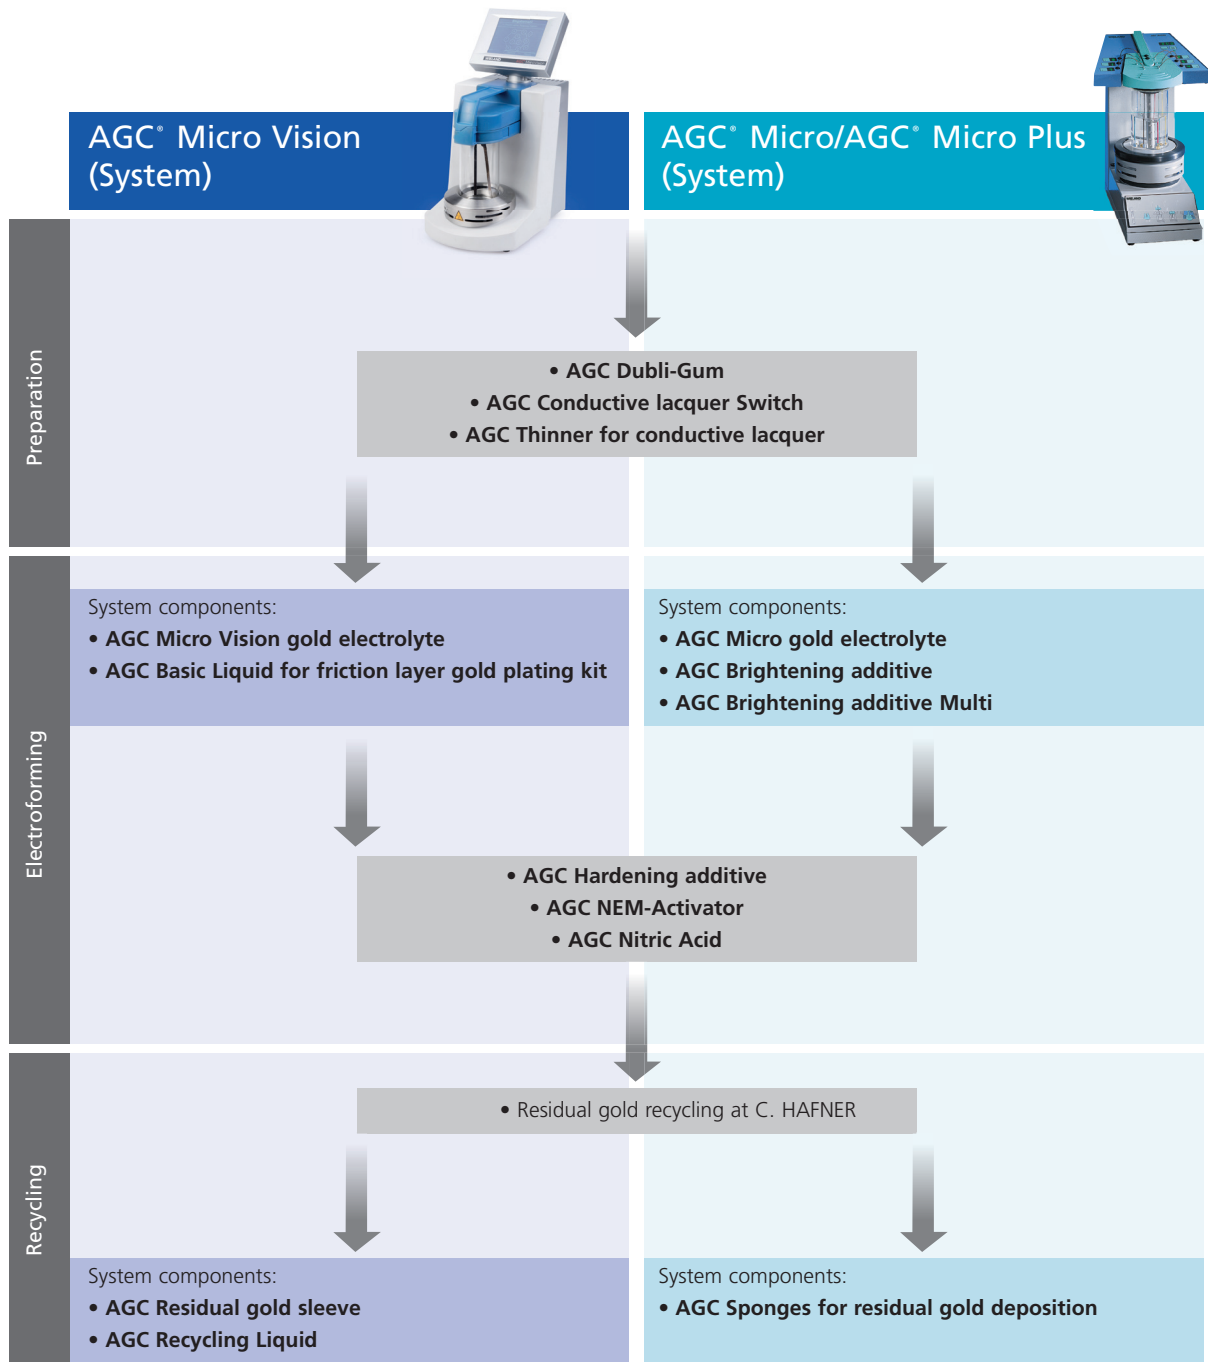 AGC® Micro Vision
(System)
AGC® Micro/AGC® Micro Plus
(System)
Preparation
• AGC Dubli-Gum
• AGC Conductive lacquer Switch
• AGC Thinner for conductive lacquer
Electroforming
System components:
• AGC Micro Vision gold electrolyte
• AGC Basic Liquid for friction layer gold plating kit
System components:
• AGC Micro gold electrolyte
• AGC Brightening additive
• AGC Brightening additive Multi
• AGC Hardening additive
• AGC NEM-Activator
• AGC Nitric Acid
Recycling
• Residual gold recycling at C. HAFNER
System components:
• AGC Residual gold sleeve
• AGC Recycling Liquid
System components:
• AGC Sponges for residual gold deposition